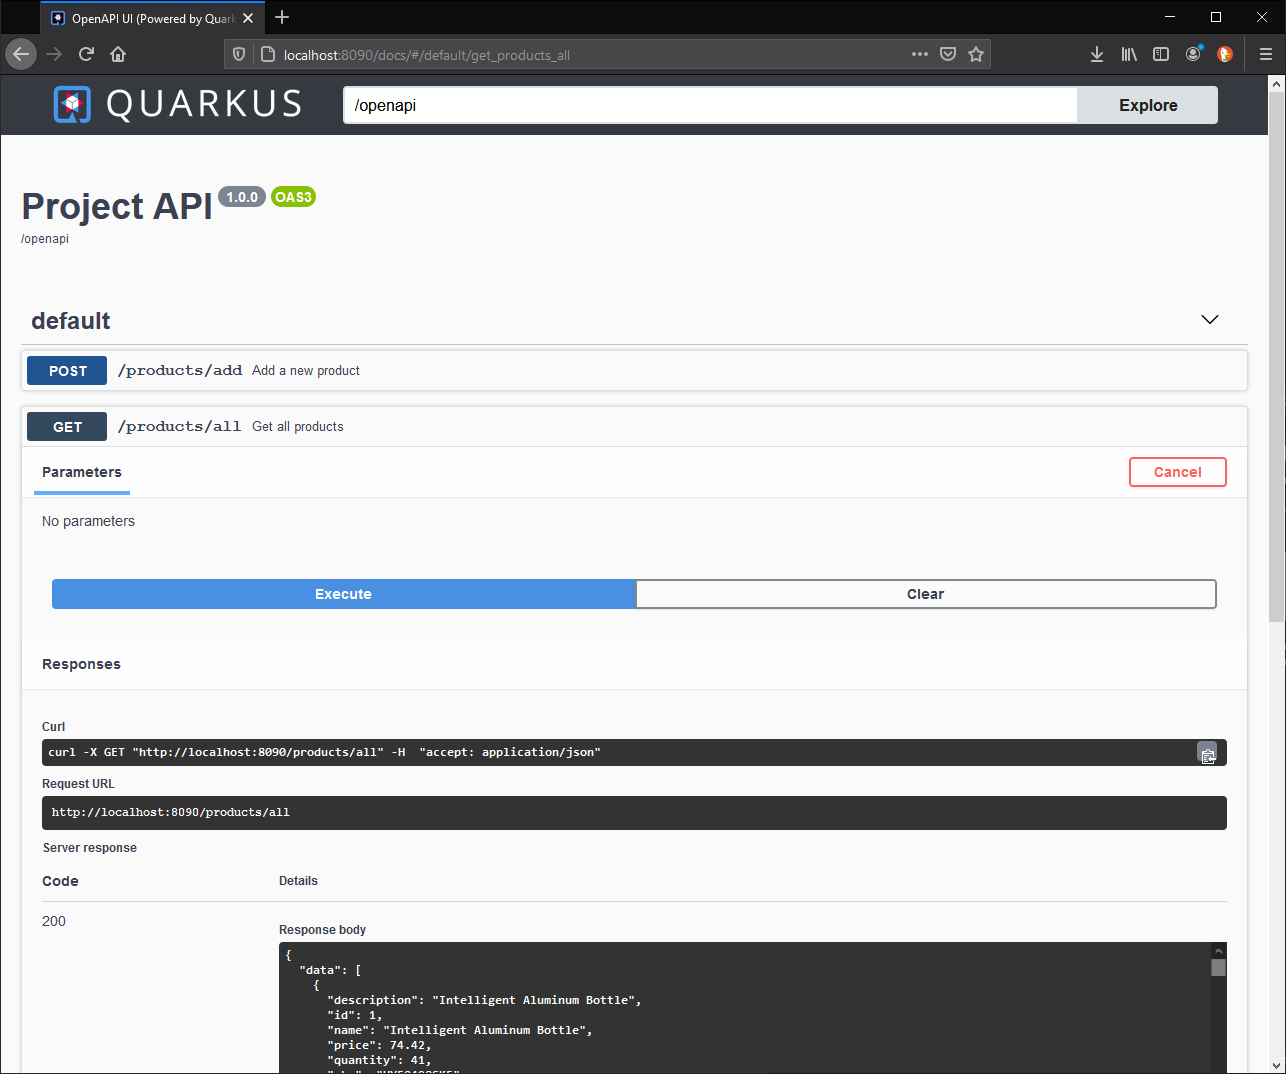 OpenAPI UI (Powered by Quark
localhost:8090/docs/#/default/get_products_all
QUARKUS
/openapi
Explore
Project API 1.0.0 OAS3
/openapi
default
POST /products/add Add a new product
GET /products/all Get all products
Parameters
Cancel
No parameters
Execute
Clear
Responses
Curl
curl -X GET "http://localhost:8090/products/all" -H  "accept: application/json"
Request URL
http://localhost:8090/products/all
Server response
Code
Details
200
Response body
{
"data": [
{
"description": "Intelligent Aluminum Bottle",
"id": 1,
"name": "Intelligent Aluminum Bottle",
"price": 74.42,
"quantity": 41,